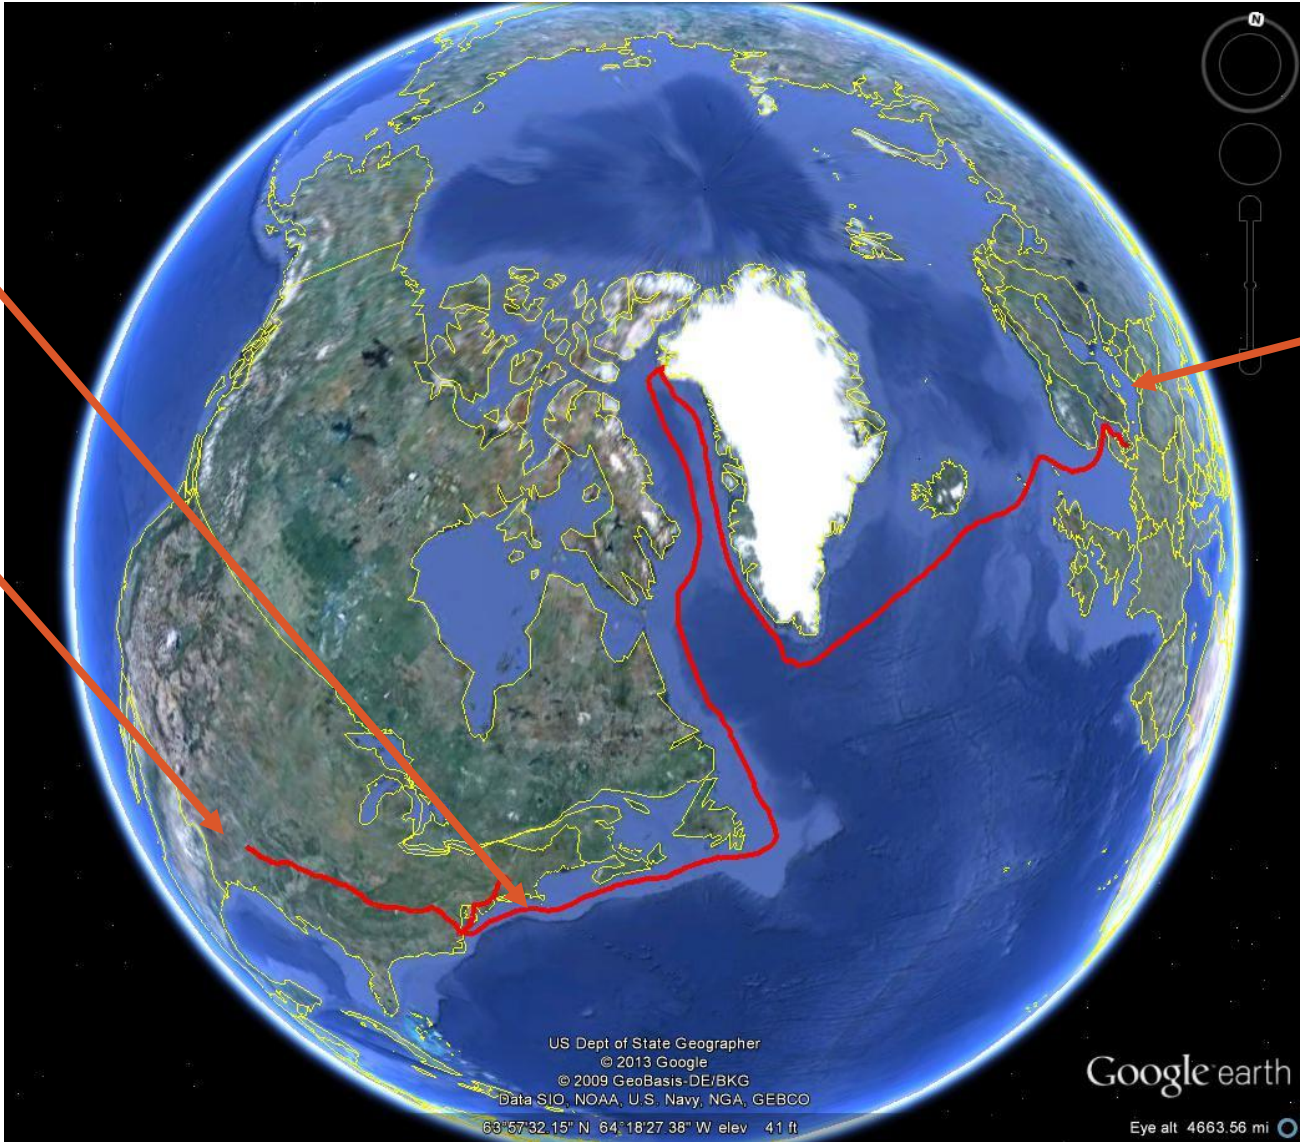 N
US Dept of State Geographer
© 2013 Google
© 2009 GeoBasis-DE/BKG
Data SIO, NOAA, U.S. Navy, NGA, GEBCO
Google earth
63°57'32.15" N 64°18'27.38" W elev 41 ft
Eye alt 4663.56 mi